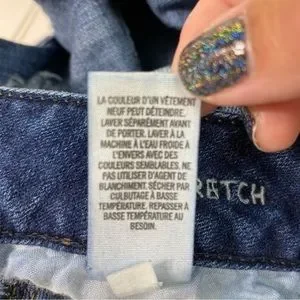 LA COULEUR D'UN VÊTEMENT
NEUF PEUT DÉTEINDRE.
LAVER SÉPARÉMENT AVANT
DE PORTER. LAVER À LA
MACHINE À L'EAU FROIDE À
L'ENVERS AVEC DES
COULEURS SEMBLABLES. NE
PAS UTILISER D'AGENT DE
BLANCHIMENT. SÉCHER PAR
CULBUTAGE À BASSE
TEMPÉRATURE. REPASSER À
BASSE TEMPÉRATURE AU
BESOIN.
RETCH